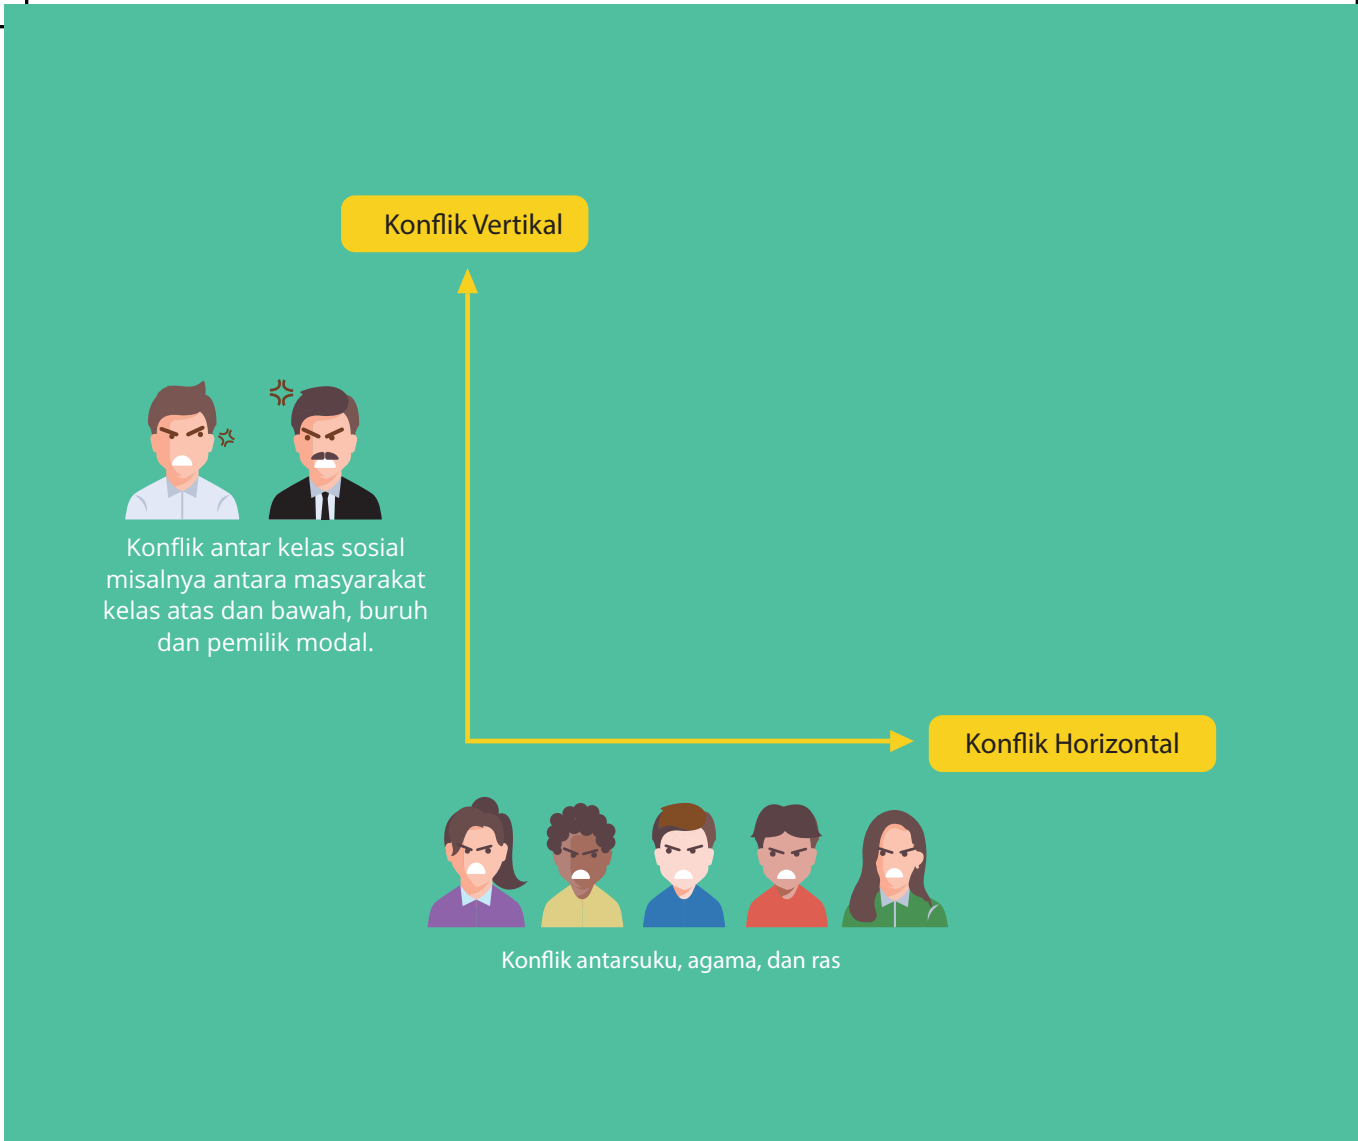 Konflik Vertikal
Konflik antar kelas sosial
misalnya antara masyarakat
kelas atas dan bawah, buruh
dan pemilik modal.
Konflik Horizontal
Konflik antarsuku, agama, dan ras